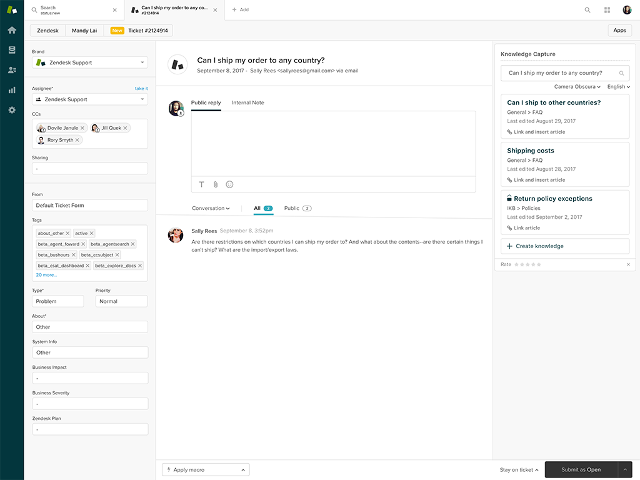 Search
Can I ship my order to any co...
#2124914
Add
Zendesk
Mandy Lai
New
Ticket #2124914
Apps
Brand
Zendesk Support
Assignee*
take it
Zendesk Support
CCs
Dovile Janule
Jill Quek
Rory Smyth
Sharing
-
From
Default Ticket Form
Tags
about_other
active
beta_agent_forward
beta_agentsearch
beta_bushours
beta_ccsubject
beta_csat_dashboard
beta_explore_docs
20 more...
Type*
Priority
Problem
Normal
About*
Other
System Info
Other
Business Impact
-
Business Severity
-
Zendesk Plan
-
Can I ship my order to any country?
September 8, 2017 · Sally Rees <sallyrees@gmail.com> via email
Public reply
Internal Note
Conversation
All
Public
Sally Rees
September 8, 3:52pm
Are there restrictions on which countries I can ship my order to? And what about the contents–are there certain things I
can't ship? What are the import/export laws.
Apply macro
Stay on ticket
Submit as Open
Knowledge Capture
Can I ship my order to any country?
Camera Obscura
English
Can I ship to other countries?
General > FAQ
Last edited August 29, 2017
Link and insert article
Shipping costs
General > FAQ
Last edited August 28, 2017
Link and insert article
Return policy exceptions
IKB > Policies
Last edited September 2, 2017
Link article
Create knowledge
Rate